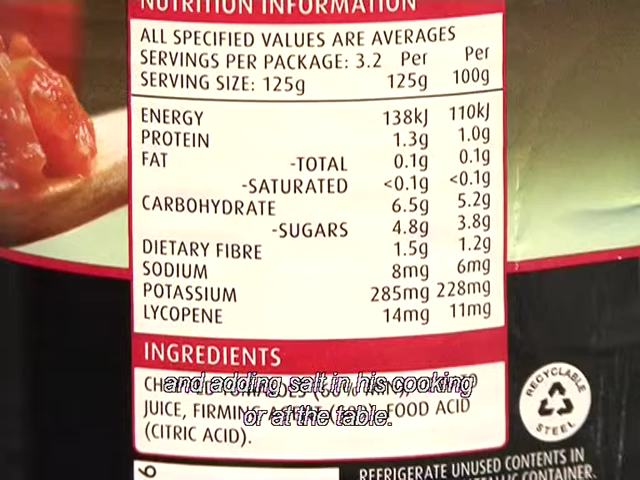 NUTRITION INFORMATION
ALL SPECIFIED VALUES ARE AVERAGES
SERVINGS PER PACKAGE: 3.2 Per Per
SERVING SIZE: 125g 125g 100g
ENERGY 138kJ 110kJ
PROTEIN 1.3g 1.0g
FAT -TOTAL 0.1g 0.1g
-SATURATED <0.1g <0.1g
CARBOHYDRATE 6.5g 5.2g
-SUGARS 4.8g 3.8g
DIETARY FIBRE 1.5g 1.2g
SODIUM 8mg 6mg
POTASSIUM 285mg 228mg
LYCOPENE 14mg 11mg
INGREDIENTS
and adding salt in his cooking
JUICE, FIRMING FOOD ACID
or at the table.
(CITRIC ACID).
RECYCLABLE
STEEL
REFRIGERATE UNUSED CONTENTS IN
CONTAINER.